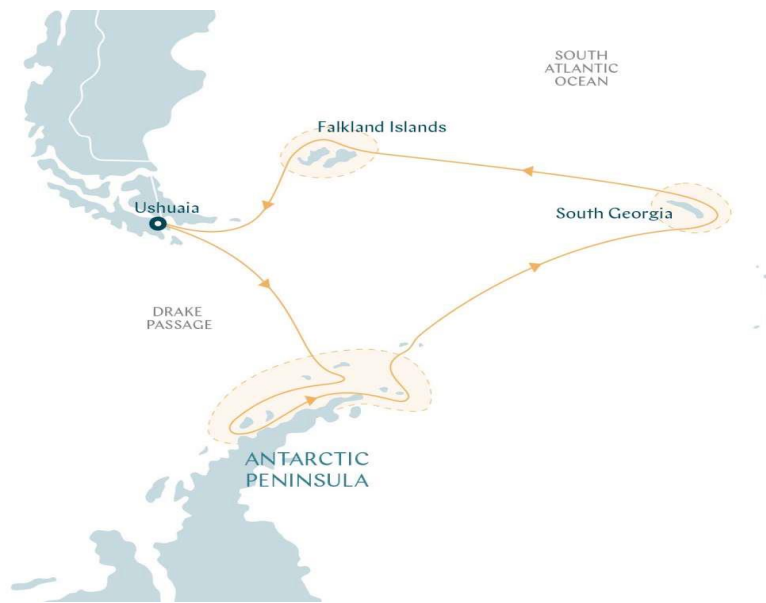 SOUTH
ATLANTIC
OCEAN
Falkland Islands
Ushuaia
South Georgia
DRAKE
PASSAGE
ANTARCTIC
PENINSULA